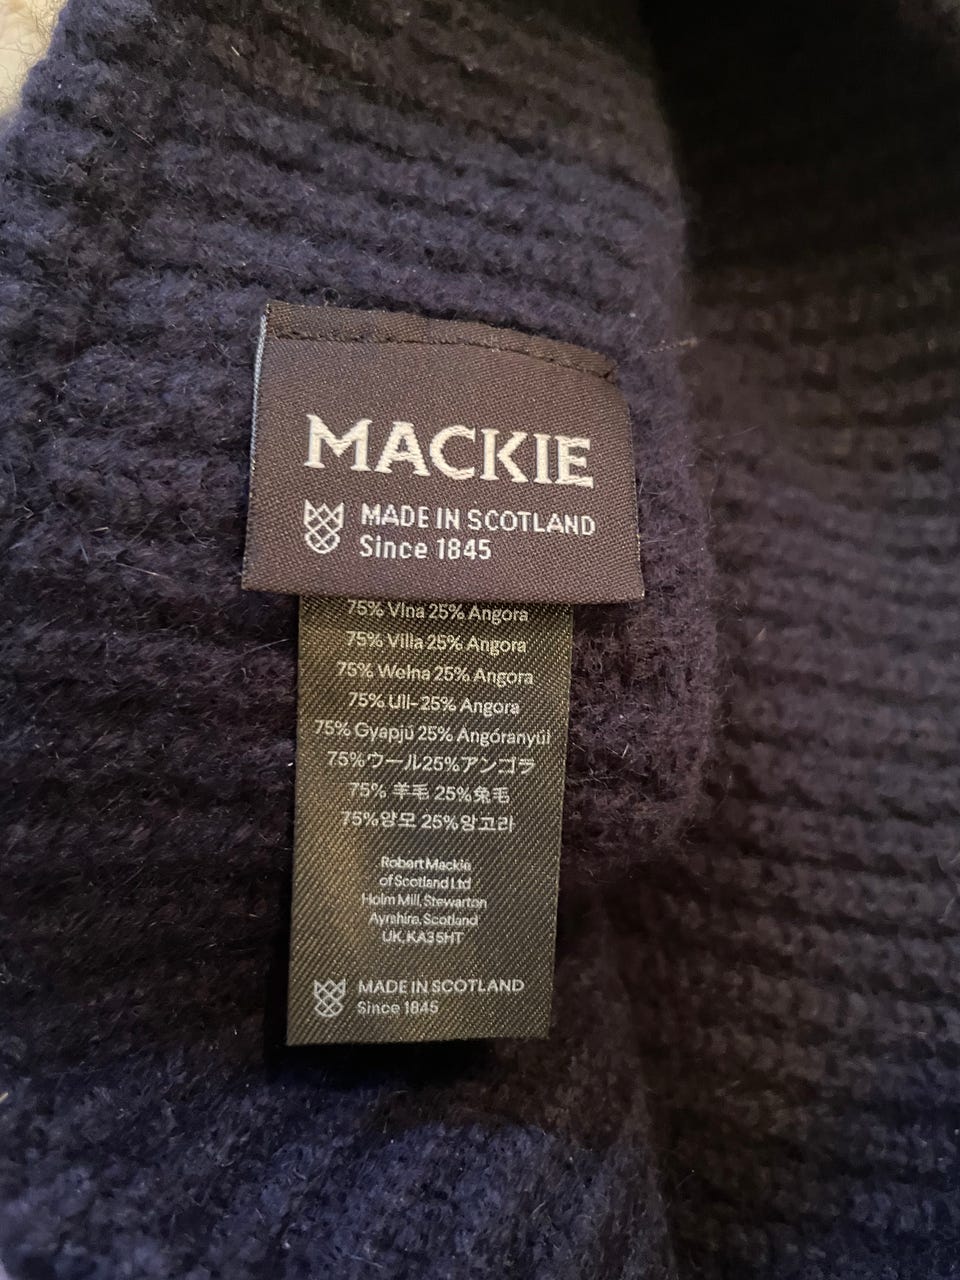 MACKIE
MADE IN SCOTLAND
Since 1845
75% Vlna 25% Angora
75% Villa 25% Angora
75% Wełna 25% Angora
75% Ull- 25% Angora
75% Gyapjú 25% Angóranyúl
75%ウール25%アンゴラ
75% 羊毛 25%兔毛
75%양모 25%앙고라
Robert Mackie
of Scotland Ltd
Holm Mill, Stewarton
Ayrshire, Scotland
UK, KA3 5HT
MADE IN SCOTLAND
Since 1845